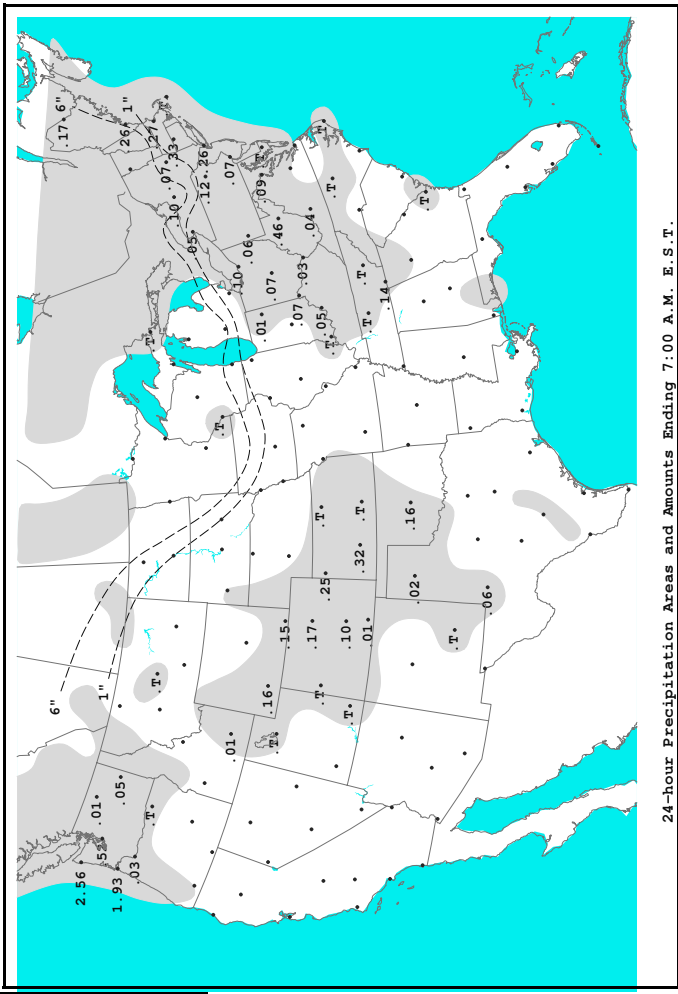 6"
.17
6"
2.56
.01
1"
1.93
.05
.26
1"
.03
.27
T
T
T
T
.07
.33
.10
.05
.12
.26
T
.07
.01
.10
.06
.01
.09
T
T
.16
.07
.46
.15
.07
.03
.17
.04
T
.25
T
.05
T
T
T
T
.10
.32
T
T
.01
T
.14
.02
.16
T
T
.06
24-hour Precipitation Areas and Amounts Ending 7:00 A.M. E.S.T.